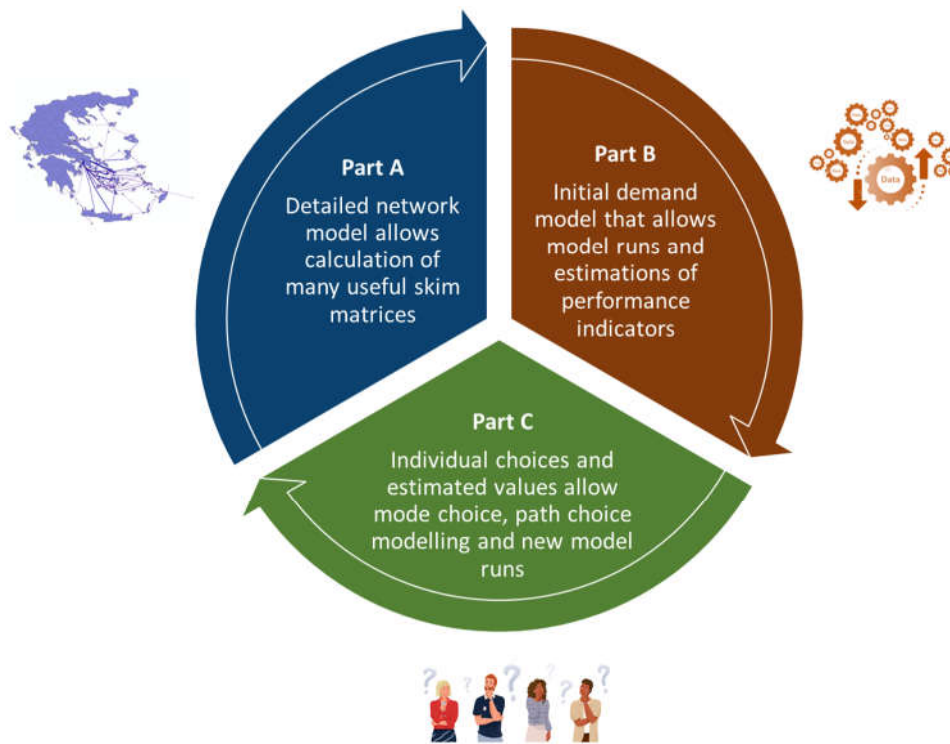 Part A
Detailed network
model allows
calculation of
many useful skim
matrices
Part B
Initial demand
model that allows
model runs and
estimations of
performance
indicators
Data
Part C
Individual choices and
estimated values allow
mode choice, path choice
modelling and new model
runs
? ? ? ? ? ?